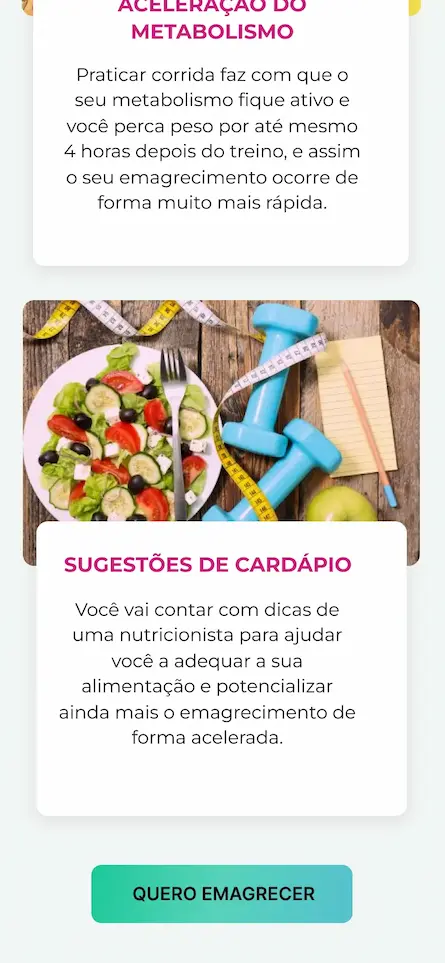 ACELERAÇÃO DO
METABOLISMO
Praticar corrida faz com que o
seu metabolismo fique ativo e
você perca peso por até mesmo
4 horas depois do treino, e assim
o seu emagrecimento ocorre de
forma muito mais rápida.
SUGESTÕES DE CARDÁPIO
Você vai contar com dicas de
uma nutricionista para ajudar
você a adequar a sua
alimentação e potencializar
ainda mais o emagrecimento de
forma acelerada.
QUERO EMAGRECER